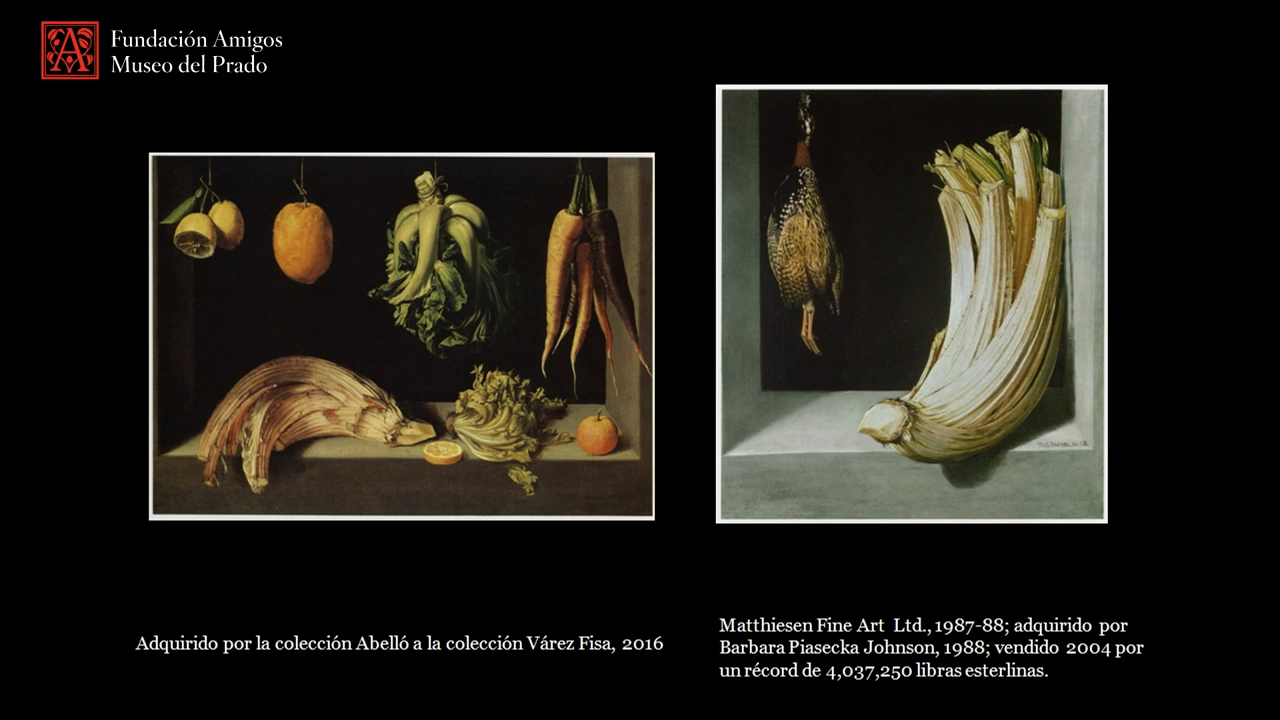 Fundación Amigos
Museo del Prado
Adquirido por la colección Abelló a la colección Várez Fisa, 2016
Matthiesen Fine Art Ltd., 1987-88; adquirido por
Barbara Piasecka Johnson, 1988; vendido 2004 por
un récord de 4,037,250 libras esterlinas.